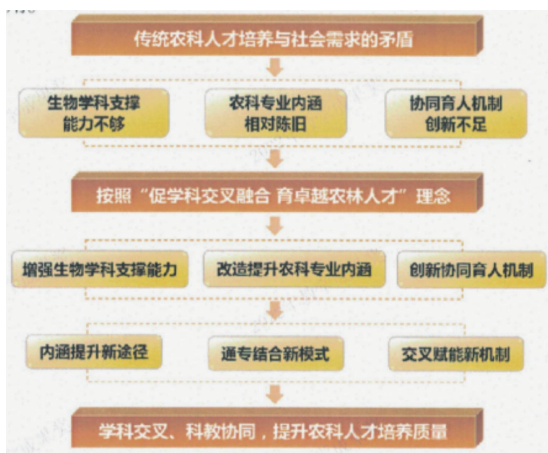 传统农科人才培养与社会需求的矛盾
生物学科支撑
能力不够
农科专业内涵
相对陈旧
协同育人机制
创新不足
按照“促学科交叉融合 育卓越农林人才”理念
增强生物学科支撑能力
改造提升农科专业内涵
创新协同育人机制
内涵提升新途径
通专结合新模式
交叉赋能新机制
学科交叉、科教协同，提升农科人才培养质量